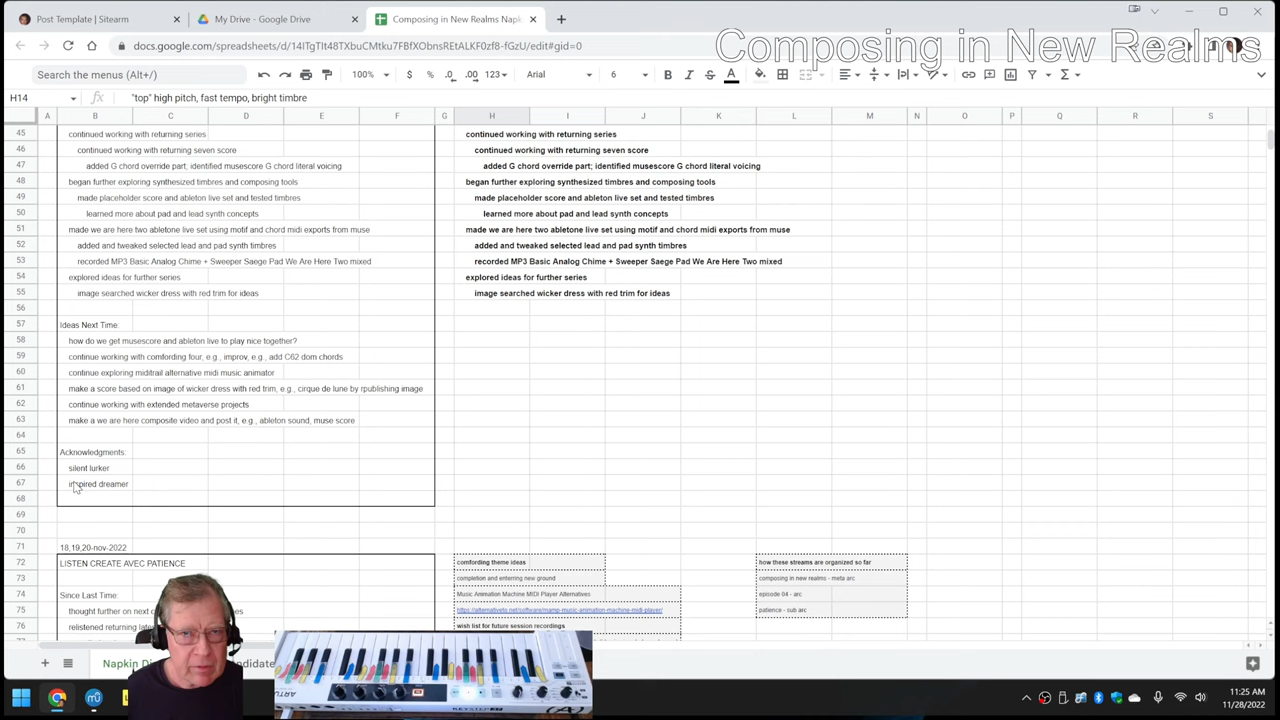 Post Template | Sitearm
My Drive - Google Drive
Composing in New Realms Napk
Composing in New Realms
docs.google.com/spreadsheets/d/14ITgTIt48TXbuCMtku7FBfXObnsREtALKF0zf8-fGzU/edit#gid=0
Search the menus (Alt+/)
100%
$ % .0 .00 123
Arial
6
B I S A
H14
fx
"top" high pitch, fast tempo, bright timbre
A B C D E F G H I J K L M N O P Q R S
45 continued working with returning series continued working with returning series
46 continued working with returning seven score continued working with returning seven score
47 added G chord override part; identified musescore G chord literal voicing added G chord override part; identified musescore G chord literal voicing
48 began further exploring synthesized timbres and composing tools began further exploring synthesized timbres and composing tools
49 made placeholder score and ableton live set and tested timbres made placeholder score and ableton live set and tested timbres
50 learned more about pad and lead synth concepts learned more about pad and lead synth concepts
51 made we are here two abletone live set using motif and chord midi exports from muse made we are here two abletone live set using motif and chord midi exports from muse
52 added and tweaked selected lead and pad synth timbres added and tweaked selected lead and pad synth timbres
53 recorded MP3 Basic Analog Chime + Sweeper Saege Pad We Are Here Two mixed recorded MP3 Basic Analog Chime + Sweeper Saege Pad We Are Here Two mixed
54 explored ideas for further series explored ideas for further series
55 image searched wicker dress with red trim for ideas image searched wicker dress with red trim for ideas
56
57 Ideas Next Time:
58 how do we get musescore and ableton live to play nice together?
59 continue working with comfording four, e.g., improv, e.g., add C62 dom chords
60 continue exploring miditrail alternative midi music animator
61 make a score based on image of wicker dress with red trim, e.g., cirque de lune by rpublishing image
62 continue working with extended metaverse projects
63 make a we are here composite video and post it, e.g., ableton sound, muse score
64
65 Acknowledgments:
66 silent lurker
67 inspired dreamer
68
69
70
71 18,19,20-nov-2022
72 LISTEN CREATE AVEC PATIENCE comfording theme ideas how these streams are organized so far
73 completion and enterring new ground composing in new realms - meta arc
74 Since Last Time: Music Animation Machine MIDI Player Alternatives episode 04 - arc
75 thought further on next https://alternativeto.net/software/mamp-music-animation-machine-midi-player/ patience - sub arc
76 relistened returning wish list for future session recordings
Napkin
11:25 AM
11/28/2022